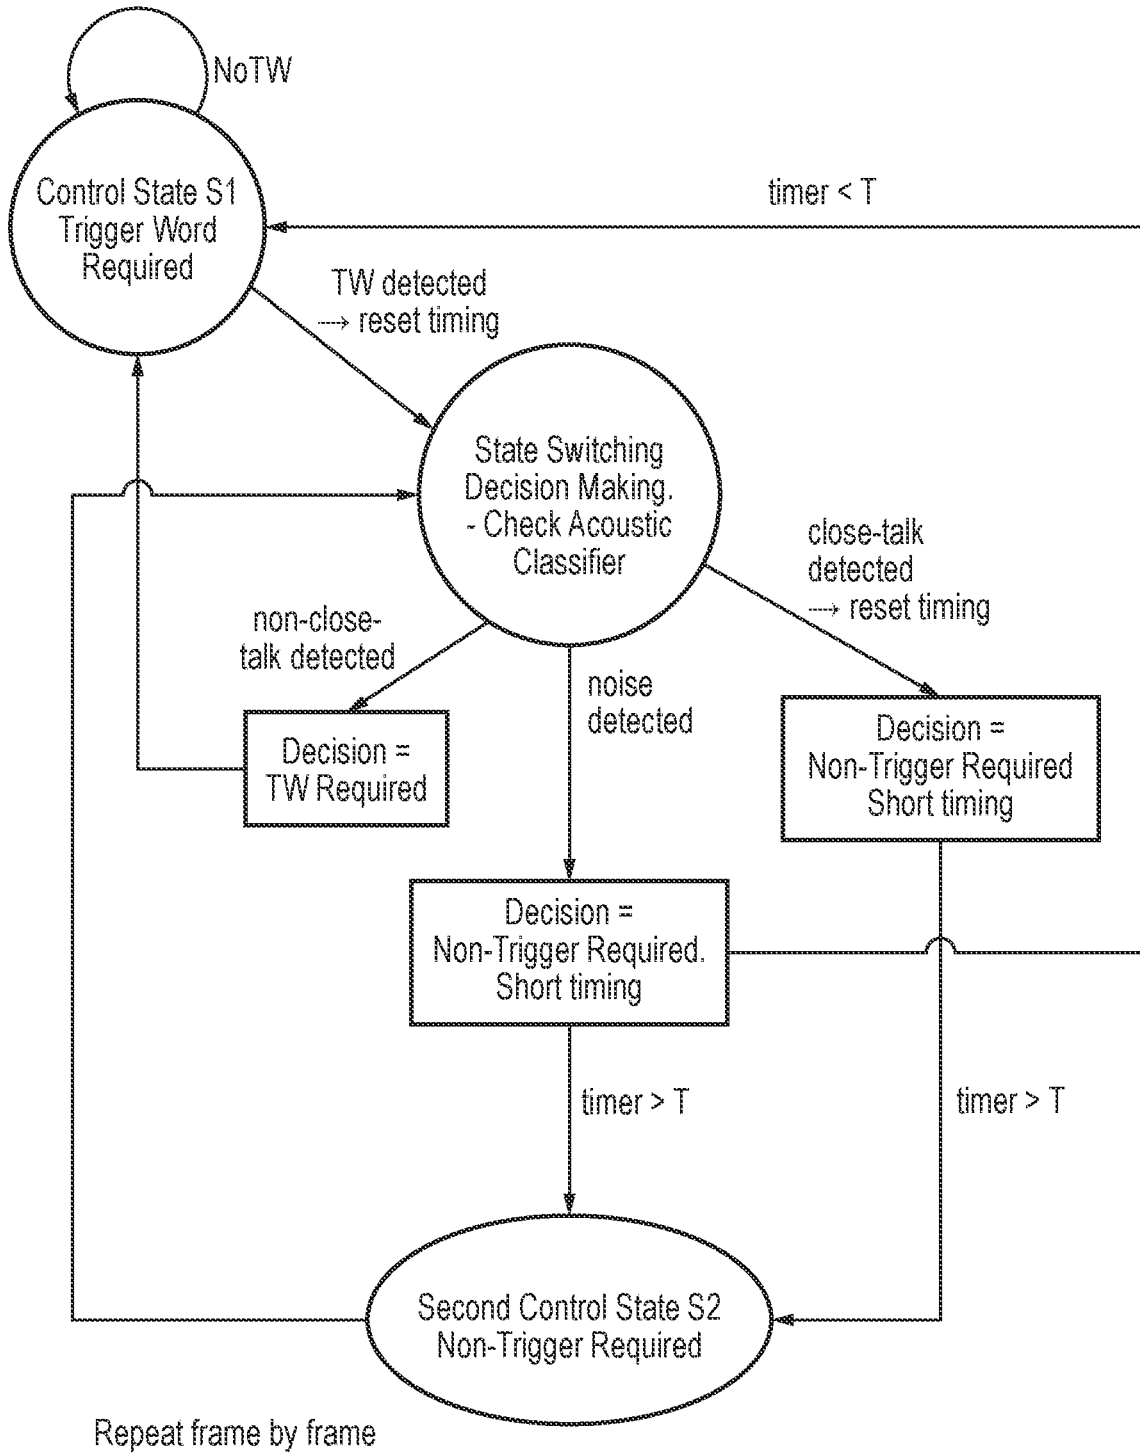 NoTW
Control State S1
Trigger Word
Required
timer < T
TW detected
→ reset timing
State Switching
Decision Making.
- Check Acoustic
Classifier
close-talk
detected
→ reset timing
non-close-
talk detected
noise
detected
Decision =
TW Required
Decision =
Non-Trigger Required
Short timing
Decision =
Non-Trigger Required.
Short timing
timer > T
timer > T
Second Control State S2
Non-Trigger Required
Repeat frame by frame